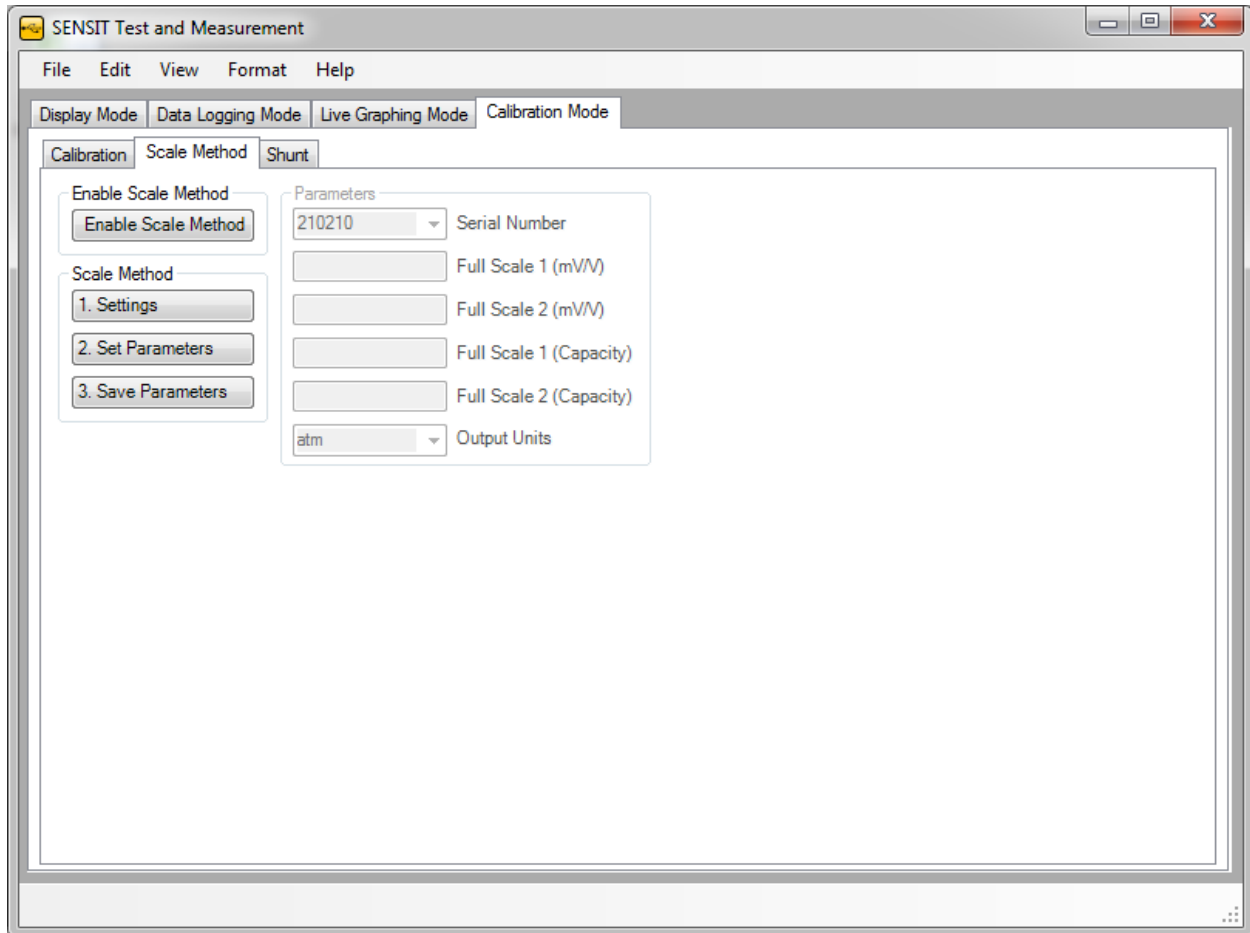 SENSIT Test and Measurement
File Edit View Format Help
Display Mode Data Logging Mode Live Graphing Mode Calibration Mode
Calibration Scale Method Shunt
Enable Scale Method
Enable Scale Method
Scale Method
1. Settings
2. Set Parameters
3. Save Parameters
Parameters
210210 Serial Number
Full Scale 1 (mV/V)
Full Scale 2 (mV/V)
Full Scale 1 (Capacity)
Full Scale 2 (Capacity)
atm Output Units